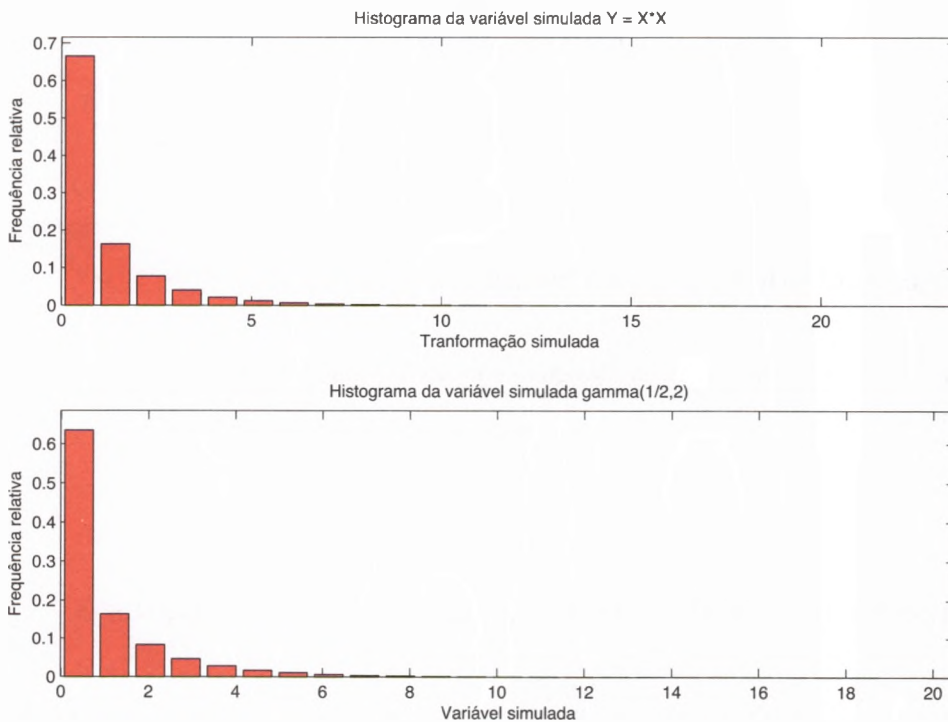 Histograma da variável simulada Y = X*X
0.7
0.6
0.5
0.4
0.3
0.2
0.1
0
Frequência relativa
0 5 10 15 20
Tranformação simulada
Histograma da variável simulada gamma(1/2,2)
0.6
0.5
0.4
0.3
0.2
0.1
0
Frequência relativa
0 2 4 6 8 10 12 14 16 18 20
Variável simulada